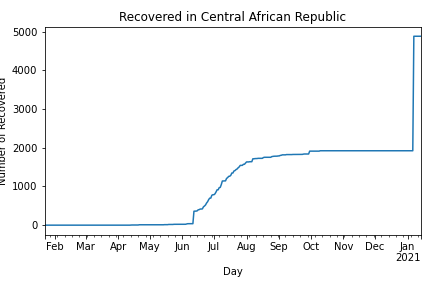 Recovered in Central African Republic
Number of Recovered
5000
4000
3000
2000
1000
0
Feb Mar Apr May Jun Jul Aug Sep Oct Nov Dec Jan
2021
Day